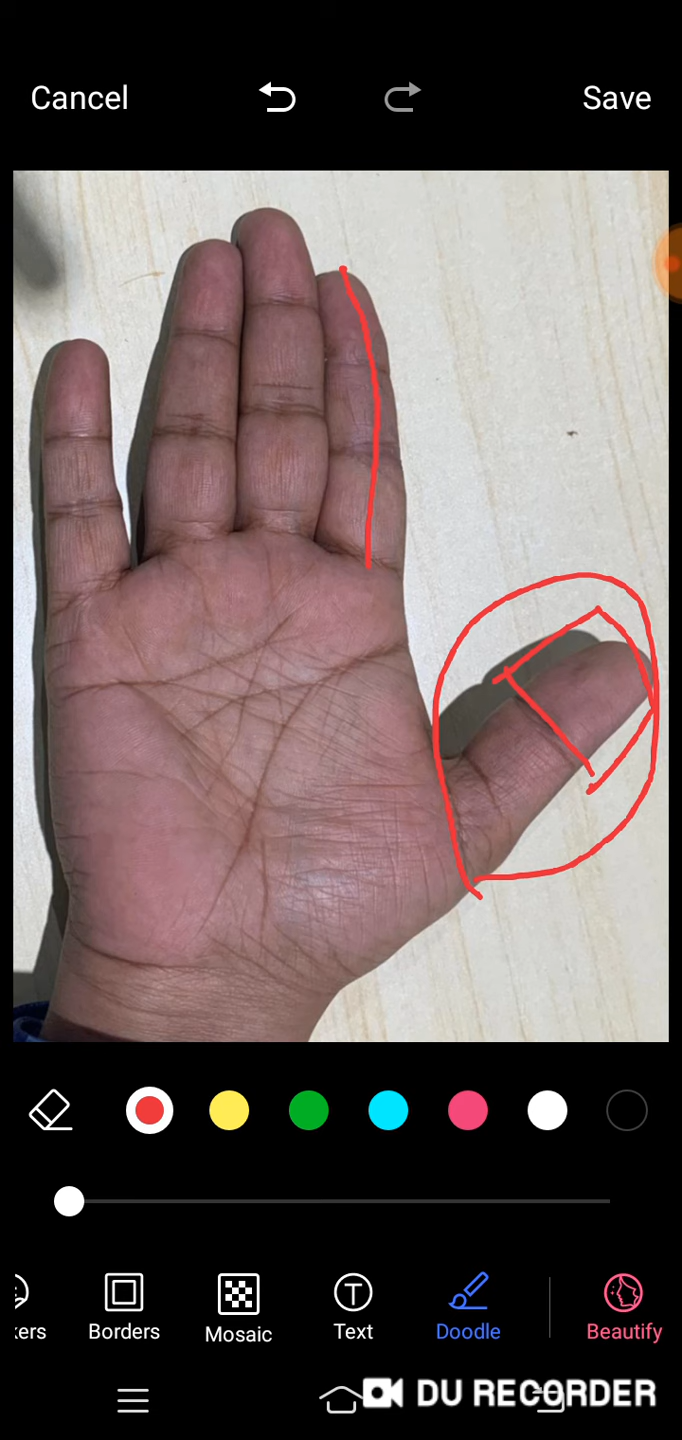 Cancel
Save
kers
Borders
Mosaic
Text
Doodle
Beautify
DU RECORDER